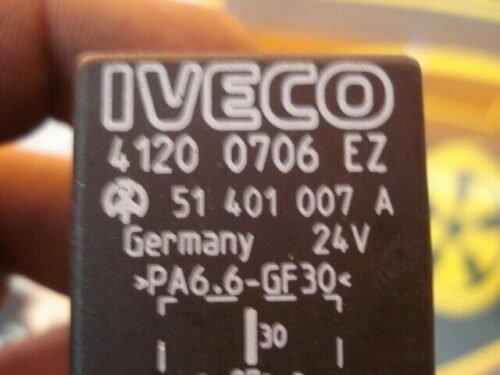 IVECO
4120 0706 EZ
51 401 007 A
Germany 24V
>PA6.6-GF30<
30